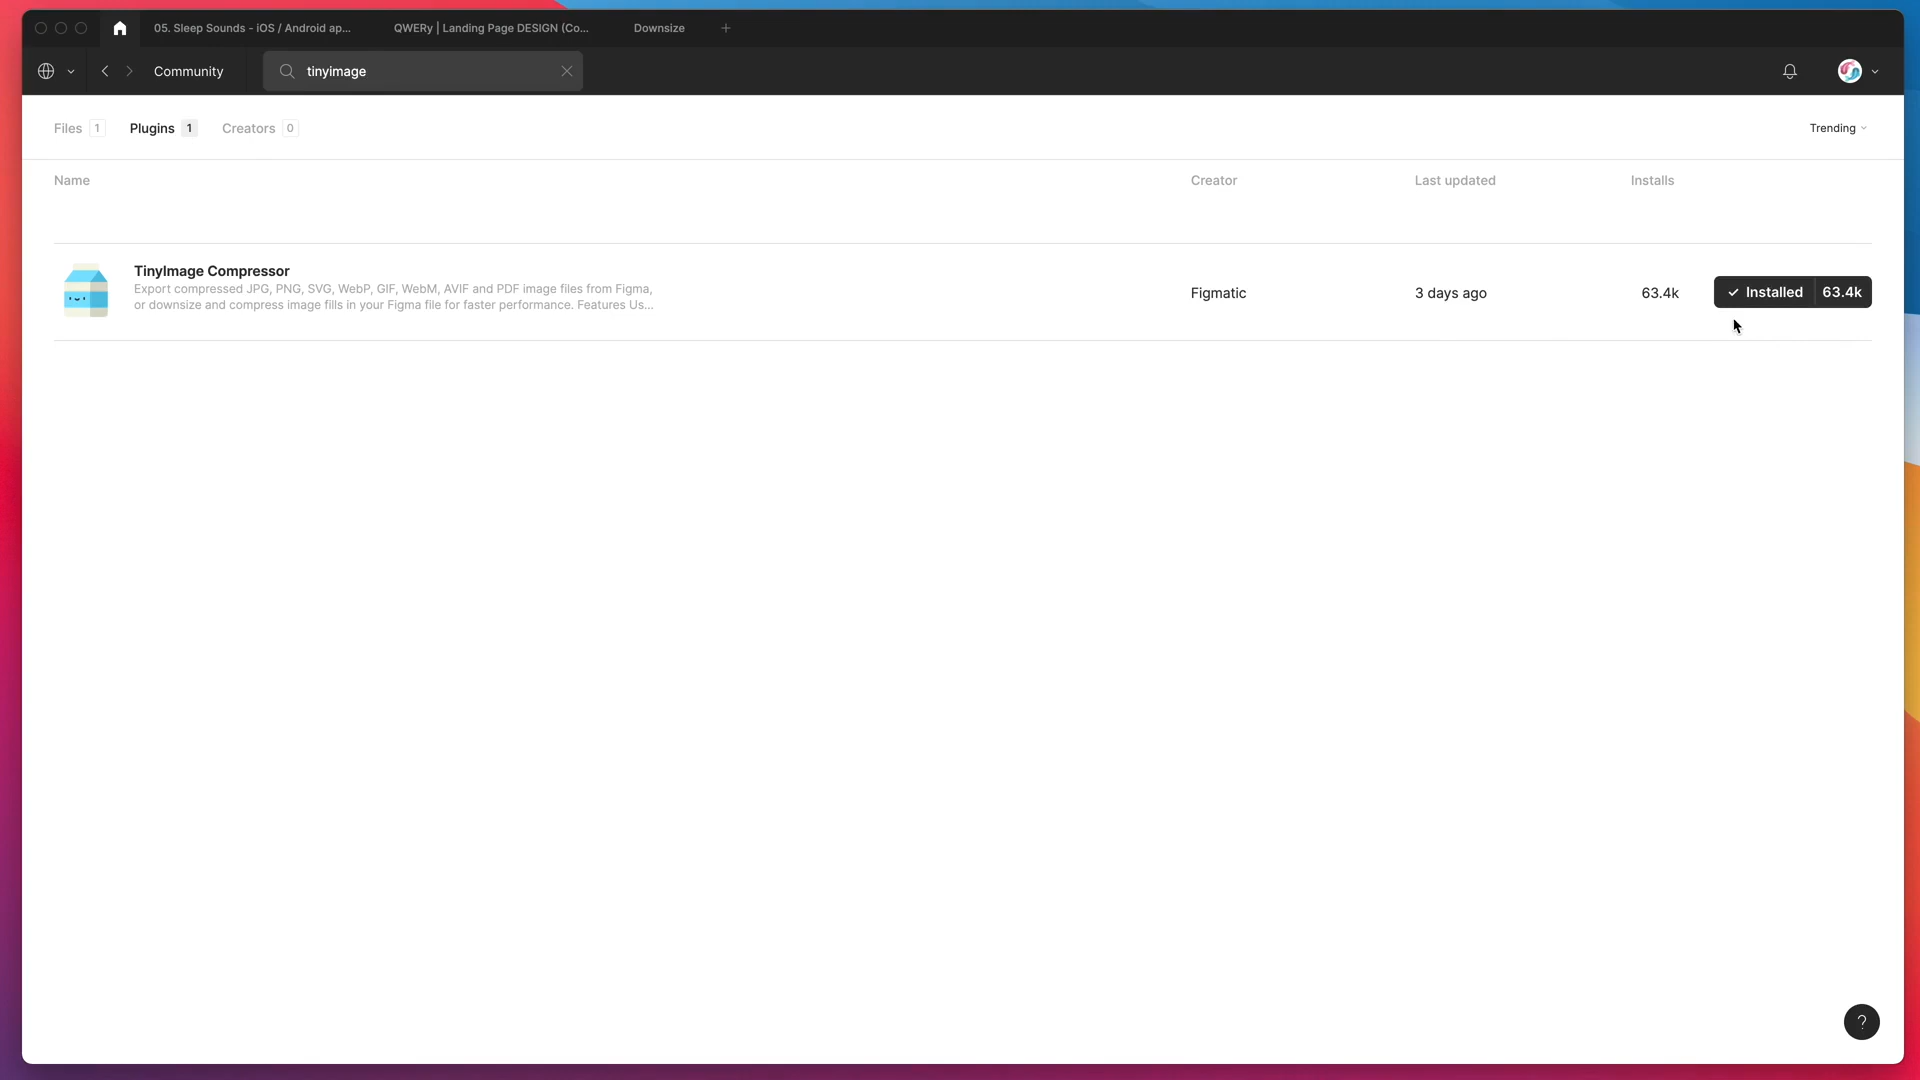 05. Sleep Sounds - iOS / Android ap...
QWERy | Landing Page DESIGN (Co...
Downsize
Community
tinyimage
Files 1
Plugins 1
Creators 0
Trending
Name
Creator
Last updated
Installs
TinyImage Compressor
Export compressed JPG, PNG, SVG, WebP, GIF, WebM, AVIF and PDF image files from Figma,
or downsize and compress image fills in your Figma file for faster performance. Features Us...
Figmatic
3 days ago
63.4k
Installed
63.4k
?